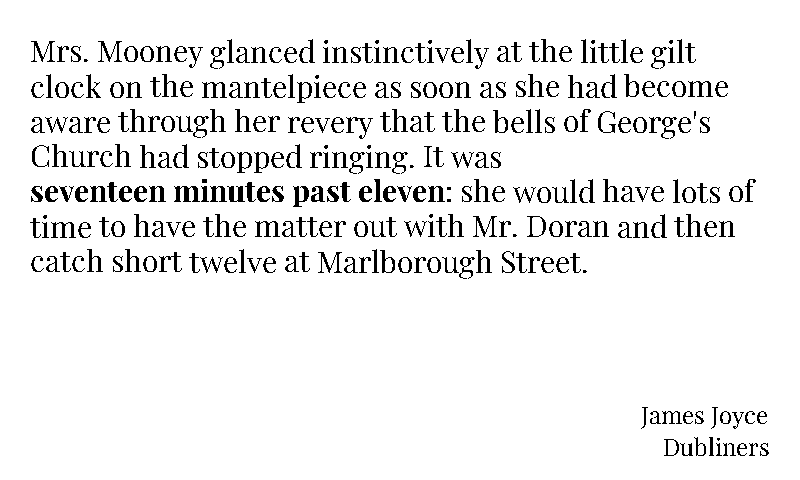 Mrs. Mooney glanced instinctively at the little gilt
clock on the mantelpiece as soon as she had become
aware through her revery that the bells of George's
Church had stopped ringing. It was
seventeen minutes past eleven: she would have lots of
time to have the matter out with Mr. Doran and then
catch short twelve at Marlborough Street.
James Joyce
Dubliners